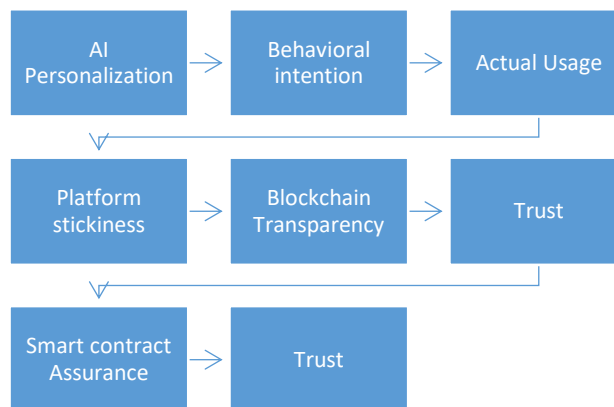 AI
Personalization
Behavioral
intention
Actual Usage
Platform
stickiness
Blockchain
Transparency
Trust
Smart contract
Assurance
Trust